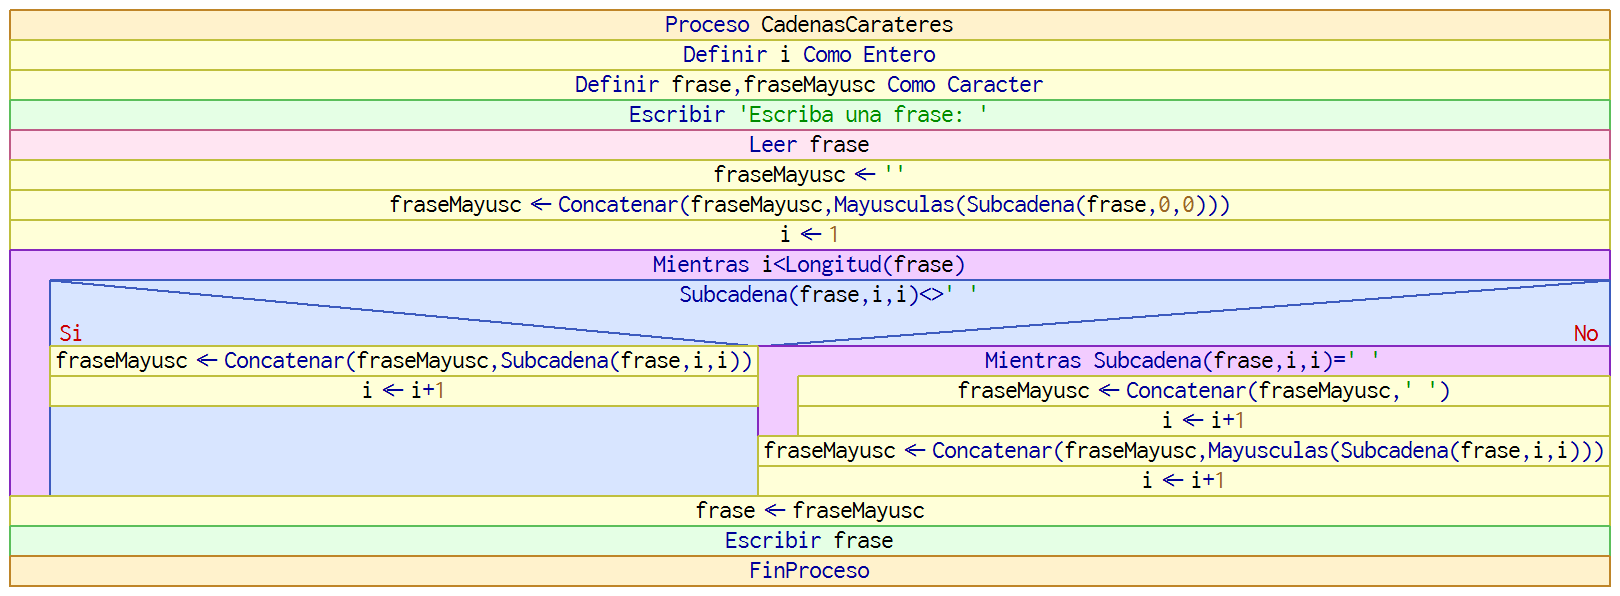 Proceso CadenasCarateres
Definir i Como Entero
Definir frase,fraseMayusc Como Caracter
Escribir 'Escriba una frase: '
Leer frase
fraseMayusc ← ''
fraseMayusc ← Concatenar(fraseMayusc,Mayusculas(Subcadena(frase,0,0)))
i ← 1
Mientras i<Longitud(frase)
Subcadena(frase,i,i)<>' '
Si
No
fraseMayusc ← Concatenar(fraseMayusc,Subcadena(frase,i,i))
i ← i+1
Mientras Subcadena(frase,i,i)=' '
fraseMayusc ← Concatenar(fraseMayusc,' ')
i ← i+1
fraseMayusc ← Concatenar(fraseMayusc,Mayusculas(Subcadena(frase,i,i)))
i ← i+1
frase ← fraseMayusc
Escribir frase
FinProceso